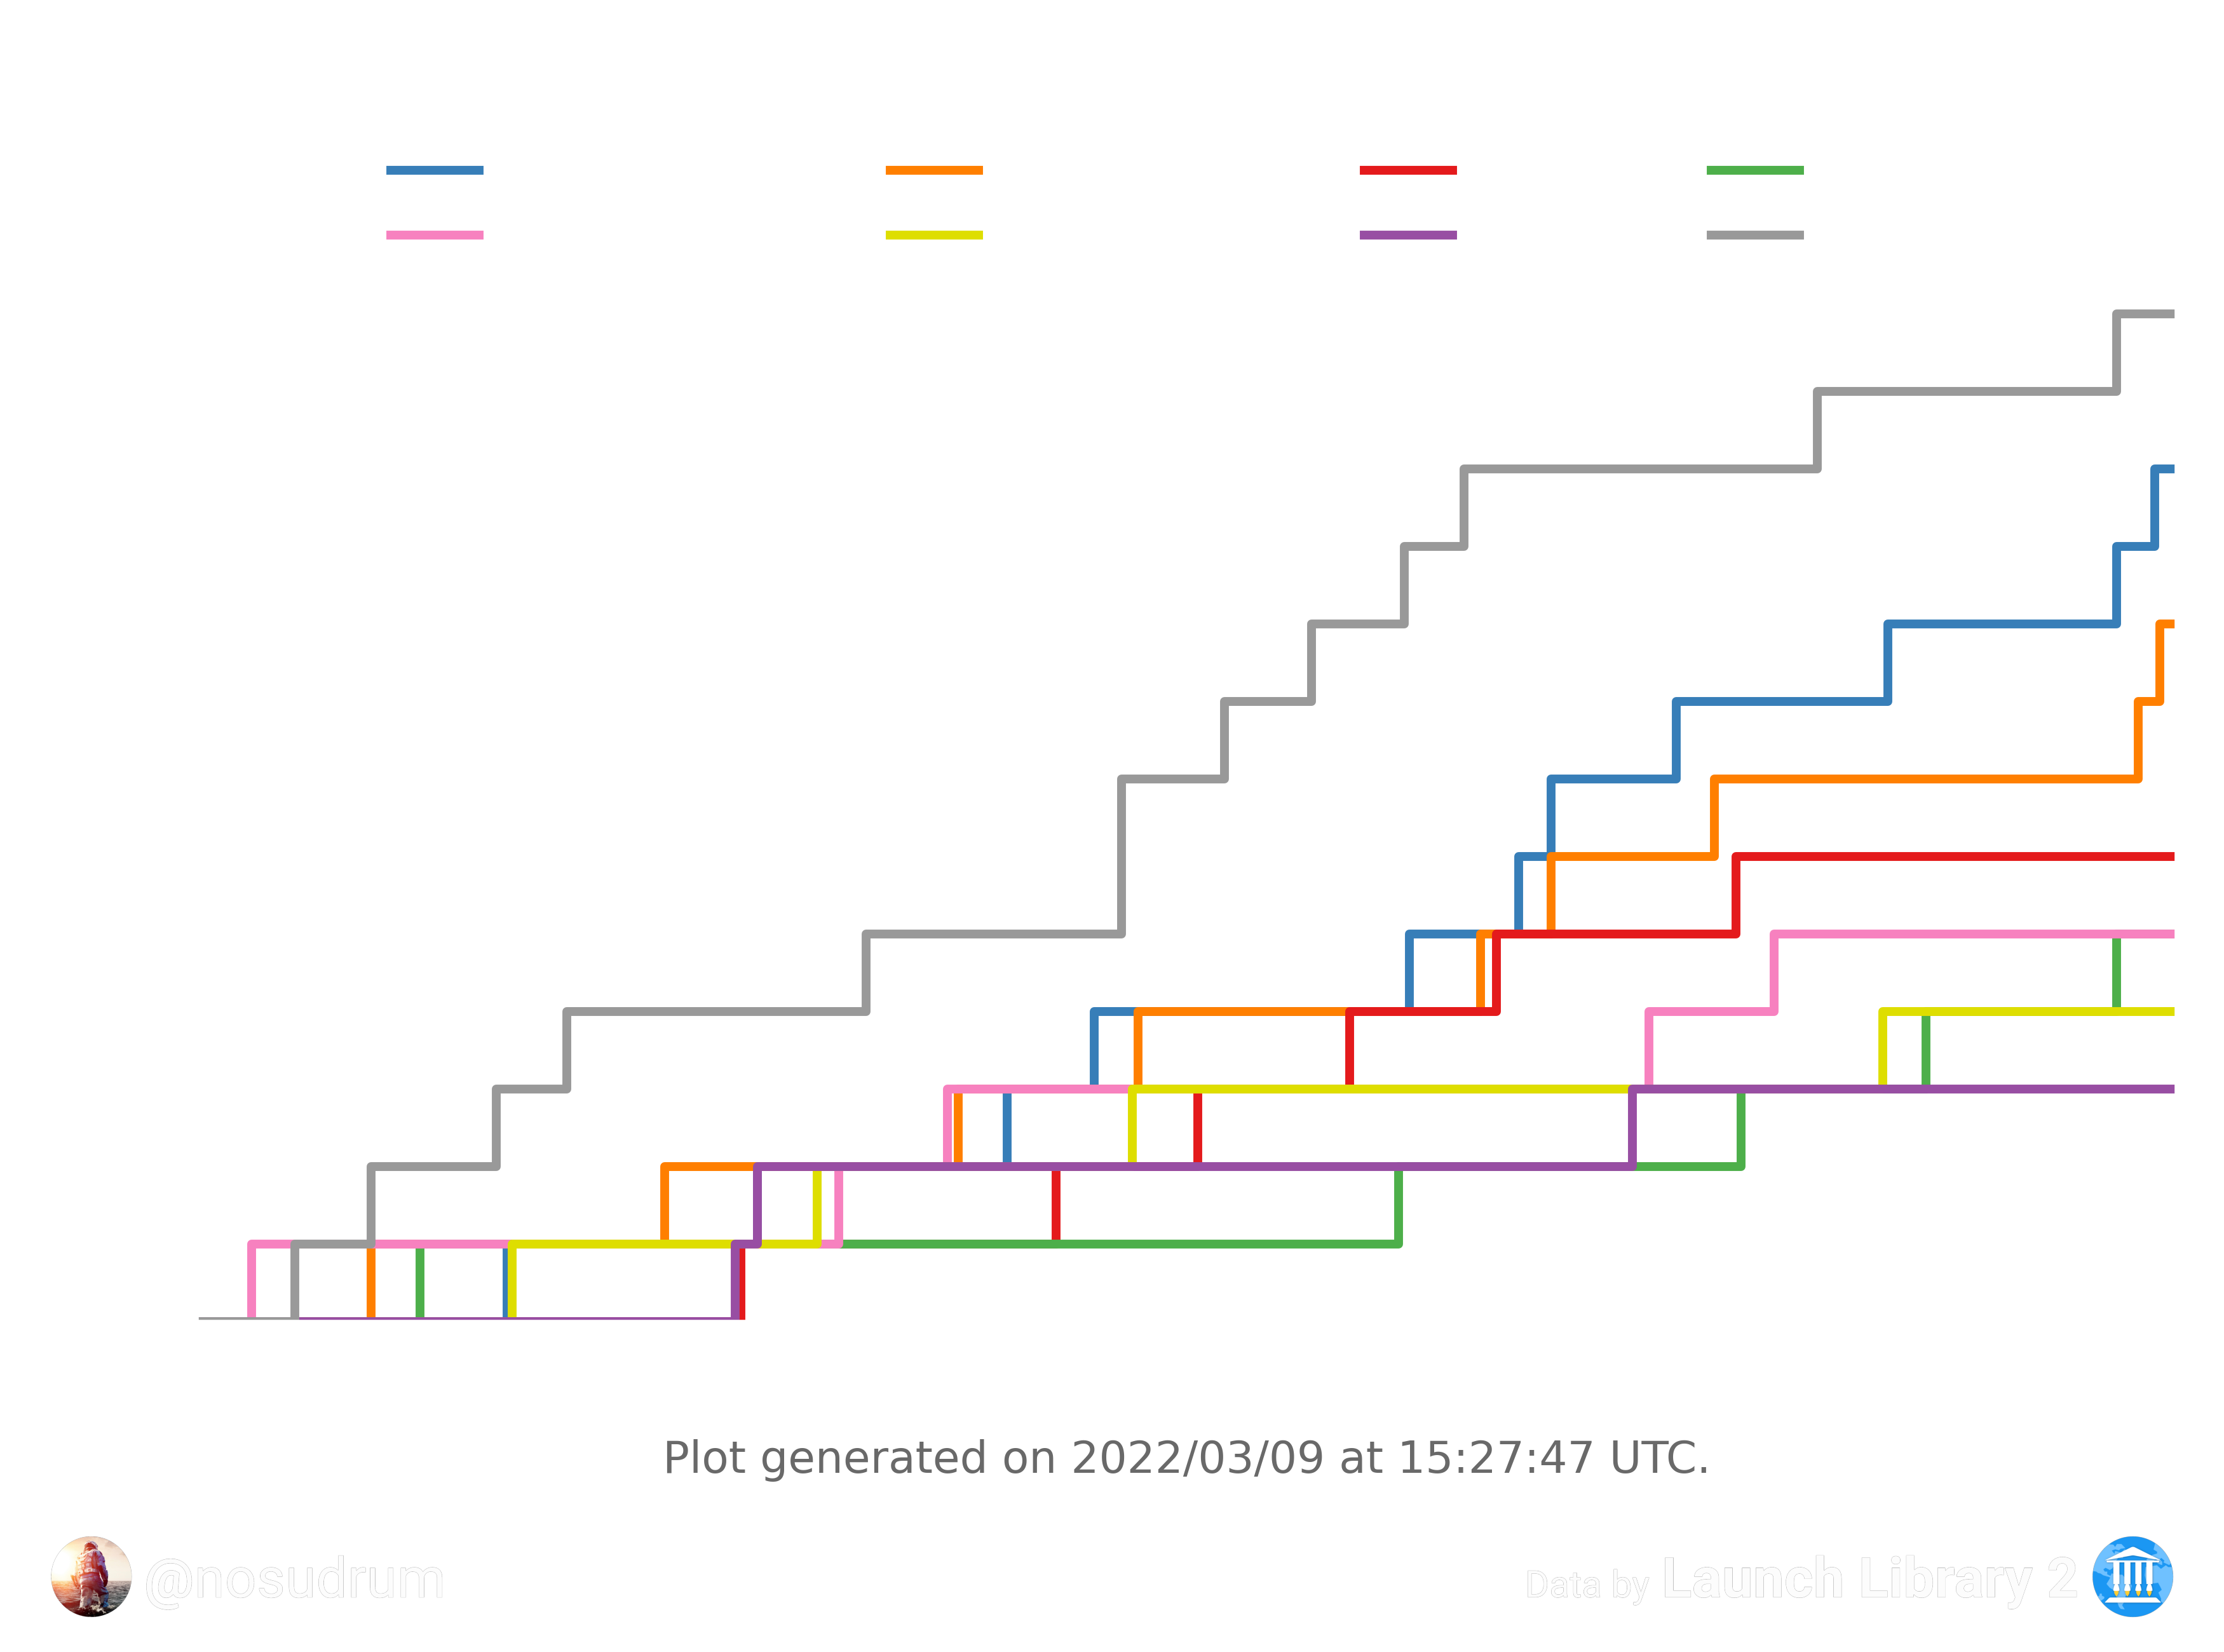 Plot generated on 2022/03/09 at 15:27:47 UTC.
@nosudrum
Data by Launch Library 2